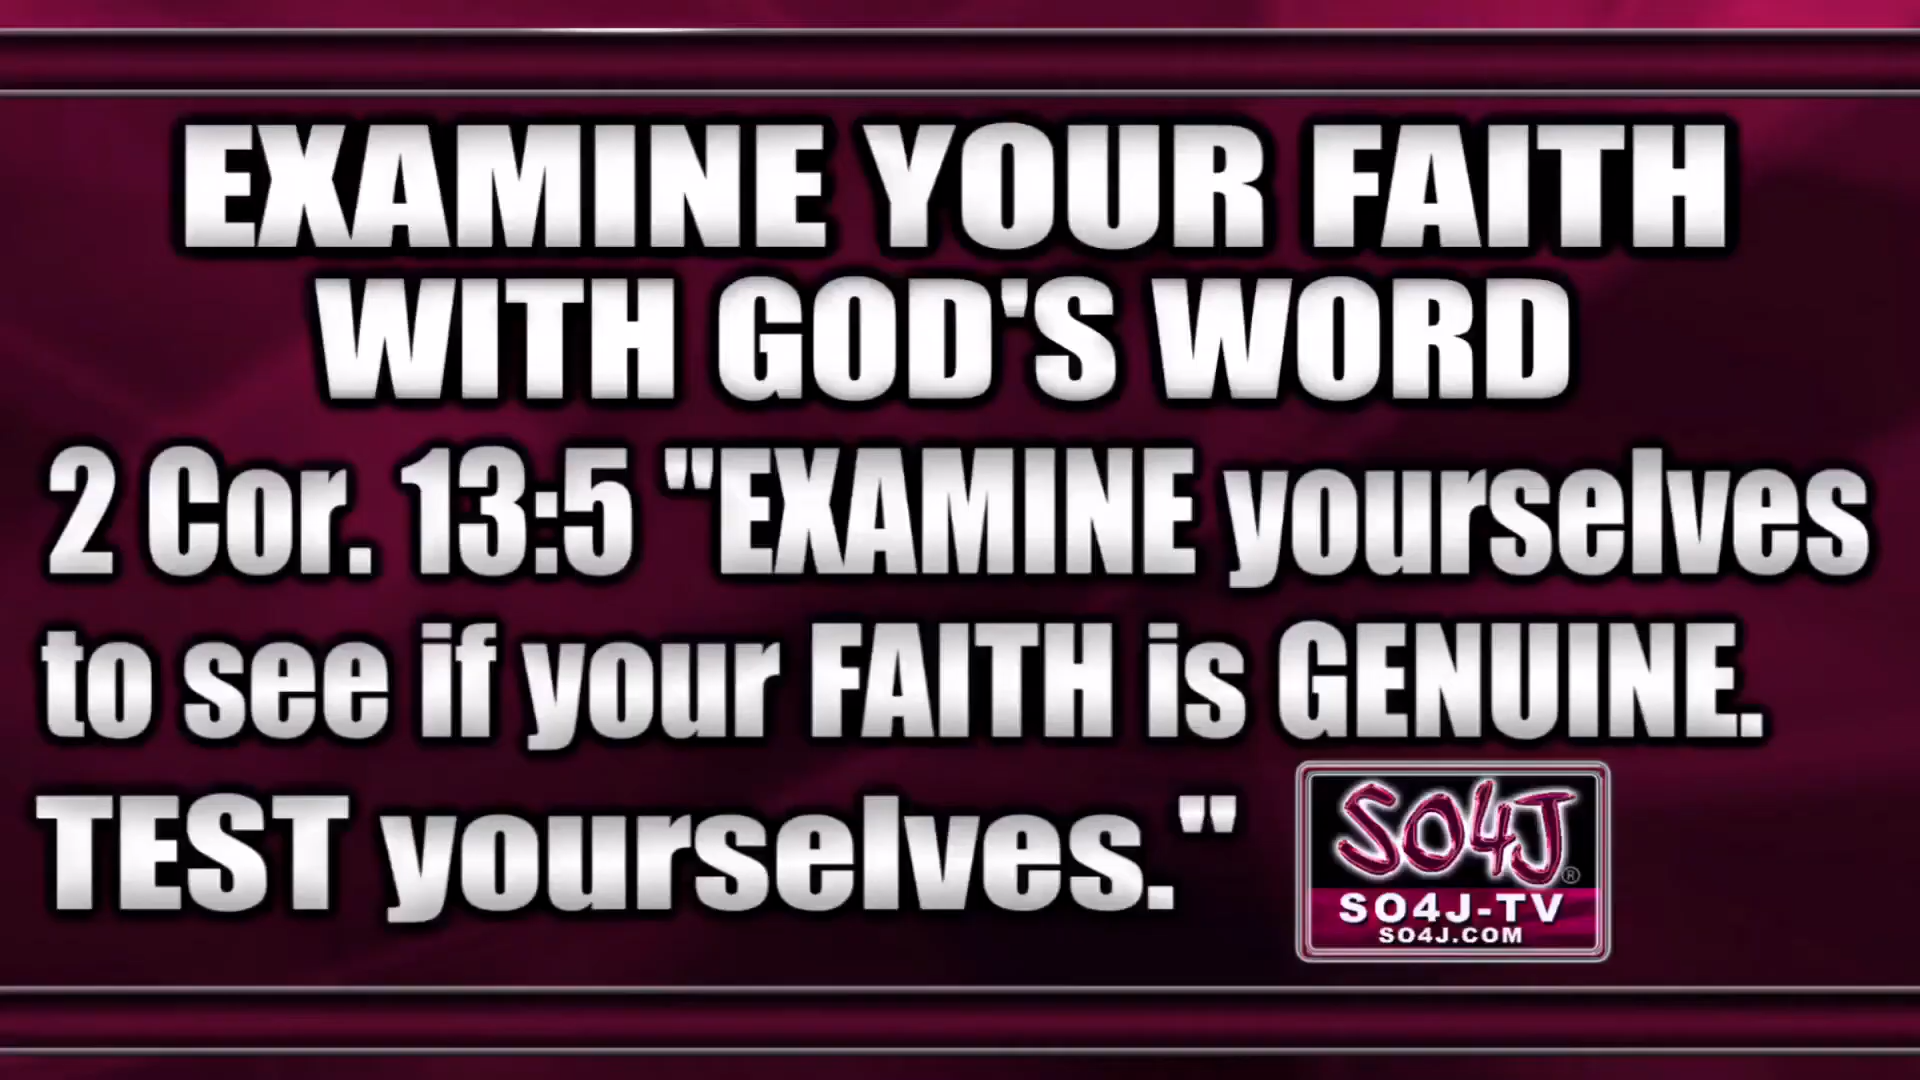 EXAMINE YOUR FAITH
WITH GOD'S WORD
2 Cor. 13:5 "EXAMINE yourselves
to see if your FAITH is GENUINE.
TEST yourselves."
SO4J®
SO4J-TV
SO4J.COM